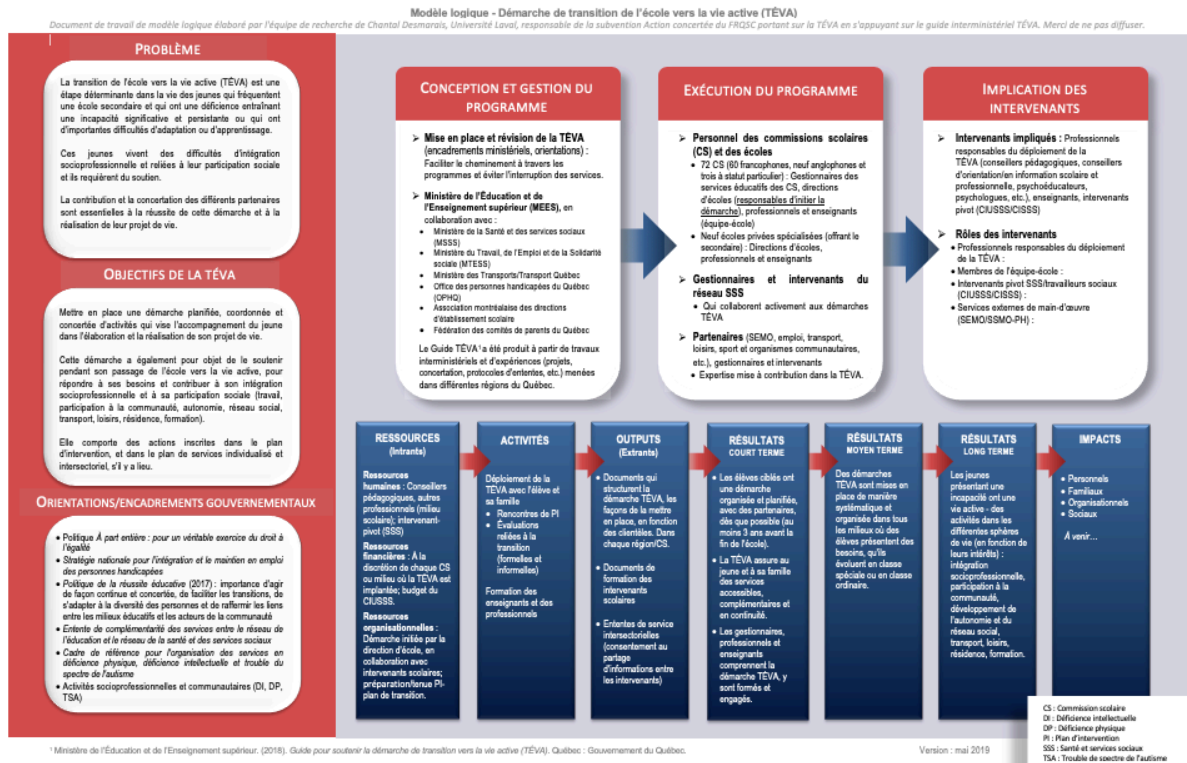 Modèle logique - Démarche de transition de l'école vers la vie active (TÉVA)
Document de travail de modèle logique élaboré par l'équipe de recherche de Chantal Desmarais, Université Laval, responsable de la subvention Action concertée du FRQSC portant sur la TÉVA en s'appuyant sur le guide interministériel TÉVA. Merci de ne pas diffuser.
PROBLÈME
La transition de l'école vers la vie active (TÉVA) est une
étape déterminante dans la vie des jeunes qui fréquentent
une école secondaire et qui ont une déficience entraînant
une incapacité significative et persistante ou qui ont
d'importantes difficultés d'adaptation ou d'apprentissage.
Ces jeunes vivent des difficultés d'intégration
socioprofessionnelle et reliées à leur participation sociale
et ils requièrent du soutien.
La contribution et la concertation des différents partenaires
sont essentielles à la réussite de cette démarche et à la
réalisation de leur projet de vie.
OBJECTIFS DE LA TÉVA
Mettre en place une démarche planifiée, coordonnée et
concertée d'activités qui vise l'accompagnement du jeune
dans l'élaboration et la réalisation de son projet de vie.
Cette démarche a également pour objet de le soutenir
pendant son passage de l'école vers la vie active, pour
répondre à ses besoins et contribuer à son intégration
socioprofessionnelle et à sa participation sociale (travail,
participation à la communauté, autonomie, réseau social,
transport, loisirs, résidence, formation).
Elle comporte des actions inscrites dans le plan
d'intervention, et dans le plan de services individualisé et
intersectoriel, s'il y a lieu.
ORIENTATIONS/ENCADREMENTS GOUVERNEMENTAUX
• Politique À part entière : pour un véritable exercice du droit à
l'égalité
• Stratégie nationale pour l'intégration et le maintien en emploi
des personnes handicapées
• Politique de la réussite éducative (2017) : importance d'agir
de façon continue et concertée, de faciliter les transitions, de
s'adapter à la diversité des personnes et de raffermir les liens
entre les milieux éducatifs et les acteurs de la communauté
• Entente de complémentarité des services entre le réseau de
l'éducation et le réseau de la santé et des services sociaux
• Cadre de référence pour l'organisation des services en
déficience physique, déficience intellectuelle et trouble du
spectre de l'autisme
• Activités socioprofessionnelles et communautaires (DI, DP,
TSA)
CONCEPTION ET GESTION DU
PROGRAMME
➢ Mise en place et révision de la TÉVA
(encadrements ministériels, orientations) :
Faciliter le cheminement à travers les
programmes et éviter l'interruption des services.
➢ Ministère de l'Éducation et de
l'Enseignement supérieur (MEES), en
collaboration avec :
• Ministère de la Santé et des services sociaux
(MSSS)
• Ministère du Travail, de l'Emploi et de la Solidarité
sociale (MTESS)
• Ministère des Transports/Transport Québec
• Office des personnes handicapées du Québec
(OPHQ)
• Association montréalaise des directions
d'établissement scolaire
• Fédération des comités de parents du Québec
Le Guide TÉVA¹ a été produit à partir de travaux
interministériels et d'expériences (projets,
concertation, protocoles d'ententes, etc.) menées
dans différentes régions du Québec.
EXÉCUTION DU PROGRAMME
➢ Personnel des commissions scolaires
(CS) et des écoles
• 72 CS (60 francophones, neuf anglophones et
trois à statut particulier) : Gestionnaires des
services éducatifs des CS, directions
d'écoles (responsables d'initier la
démarche), professionnels et enseignants
(équipe-école)
• Neuf écoles privées spécialisées (offrant le
secondaire) : Directions d'écoles,
professionnels et enseignants
➢ Gestionnaires et intervenants du
réseau SSS
• Qui collaborent activement aux démarches
TÉVA
➢ Partenaires (SEMO, emploi, transport,
loisirs, sport et organismes communautaires,
etc.), gestionnaires et intervenants
• Expertise mise à contribution dans la TÉVA.
IMPLICATION DES
INTERVENANTS
➢ Intervenants impliqués : Professionnels
responsables du déploiement de la
TÉVA (conseillers pédagogiques, conseillers
d'orientation/en information scolaire et
professionnelle, psychoéducateurs,
psychologues, etc.), enseignants, intervenants
pivot (CIUSSS/CISSS)
➢ Rôles des intervenants
• Professionnels responsables du déploiement
de la TÉVA :
• Membres de l'équipe-école :
• Intervenants pivot SSS/travailleurs sociaux
(CIUSSS/CISSS) :
• Services externes de main-d'œuvre
(SEMO/SSMO-PH) :
RESSOURCES
(Intrants)
Ressources
humaines : Conseillers
pédagogiques, autres
professionnels (milieu
scolaire); intervenant-
pivot (SSS)
Ressources
financières : À la
discrétion de chaque CS
ou milieu où la TÉVA est
implantée; budget du
CIUSSS.
Ressources
organisationnelles :
Démarche initiée par la
direction d'école, en
collaboration avec
intervenants scolaires;
préparation/tenue PI-
plan de transition.
ACTIVITÉS
Déploiement de la
TÉVA avec l'élève et
sa famille
• Rencontres de PI
• Évaluations
reliées à la
transition
(formelles et
informelles)
Formation des
enseignants et des
professionnels
OUTPUTS
(Extrants)
• Documents qui
structurent la
démarche TÉVA, les
façons de la mettre
en place, en fonction
des clientèles. Dans
chaque région/CS.
• Documents de
formation des
intervenants
scolaires
• Ententes de service
intersectorielles
(consentement au
partage
d'informations entre
les intervenants)
RÉSULTATS
COURT TERME
• Les élèves ciblés ont
une démarche
organisée et planifiée,
avec des partenaires,
dès que possible (au
moins 3 ans avant la
fin de l'école).
• La TÉVA assure au
jeune et à sa famille
des services
accessibles,
complémentaires et
en continuité.
• Les gestionnaires,
professionnels et
enseignants
comprennent la
démarche TÉVA, y
sont formés et
engagés.
RÉSULTATS
MOYEN TERME
Des démarches
TÉVA sont mises en
place de manière
systématique et
organisée dans tous
les milieux où des
élèves présentent des
besoins, qu'ils
évoluent en classe
spéciale ou en classe
ordinaire.
RÉSULTATS
LONG TERME
Les jeunes
présentant une
incapacité ont une
vie active - des
activités dans les
différentes sphères
de vie (en fonction de
leurs intérêts) :
intégration
socioprofessionnelle,
participation à la
communauté,
développement de
l'autonomie et du
réseau social,
transport, loisirs,
résidence, formation.
IMPACTS
• Personnels
• Familiaux
• Organisationnels
• Sociaux
À venir...
CS : Commission scolaire
DI : Déficience intellectuelle
DP : Déficience physique
PI : Plan d'intervention
SSS : Santé et services sociaux
TSA : Trouble de spectre de l'autisme
¹ Ministère de l'Éducation et de l'Enseignement supérieur. (2018). Guide pour soutenir la démarche de transition vers la vie active (TÉVA). Québec : Gouvernement du Québec.
Version : mai 2019